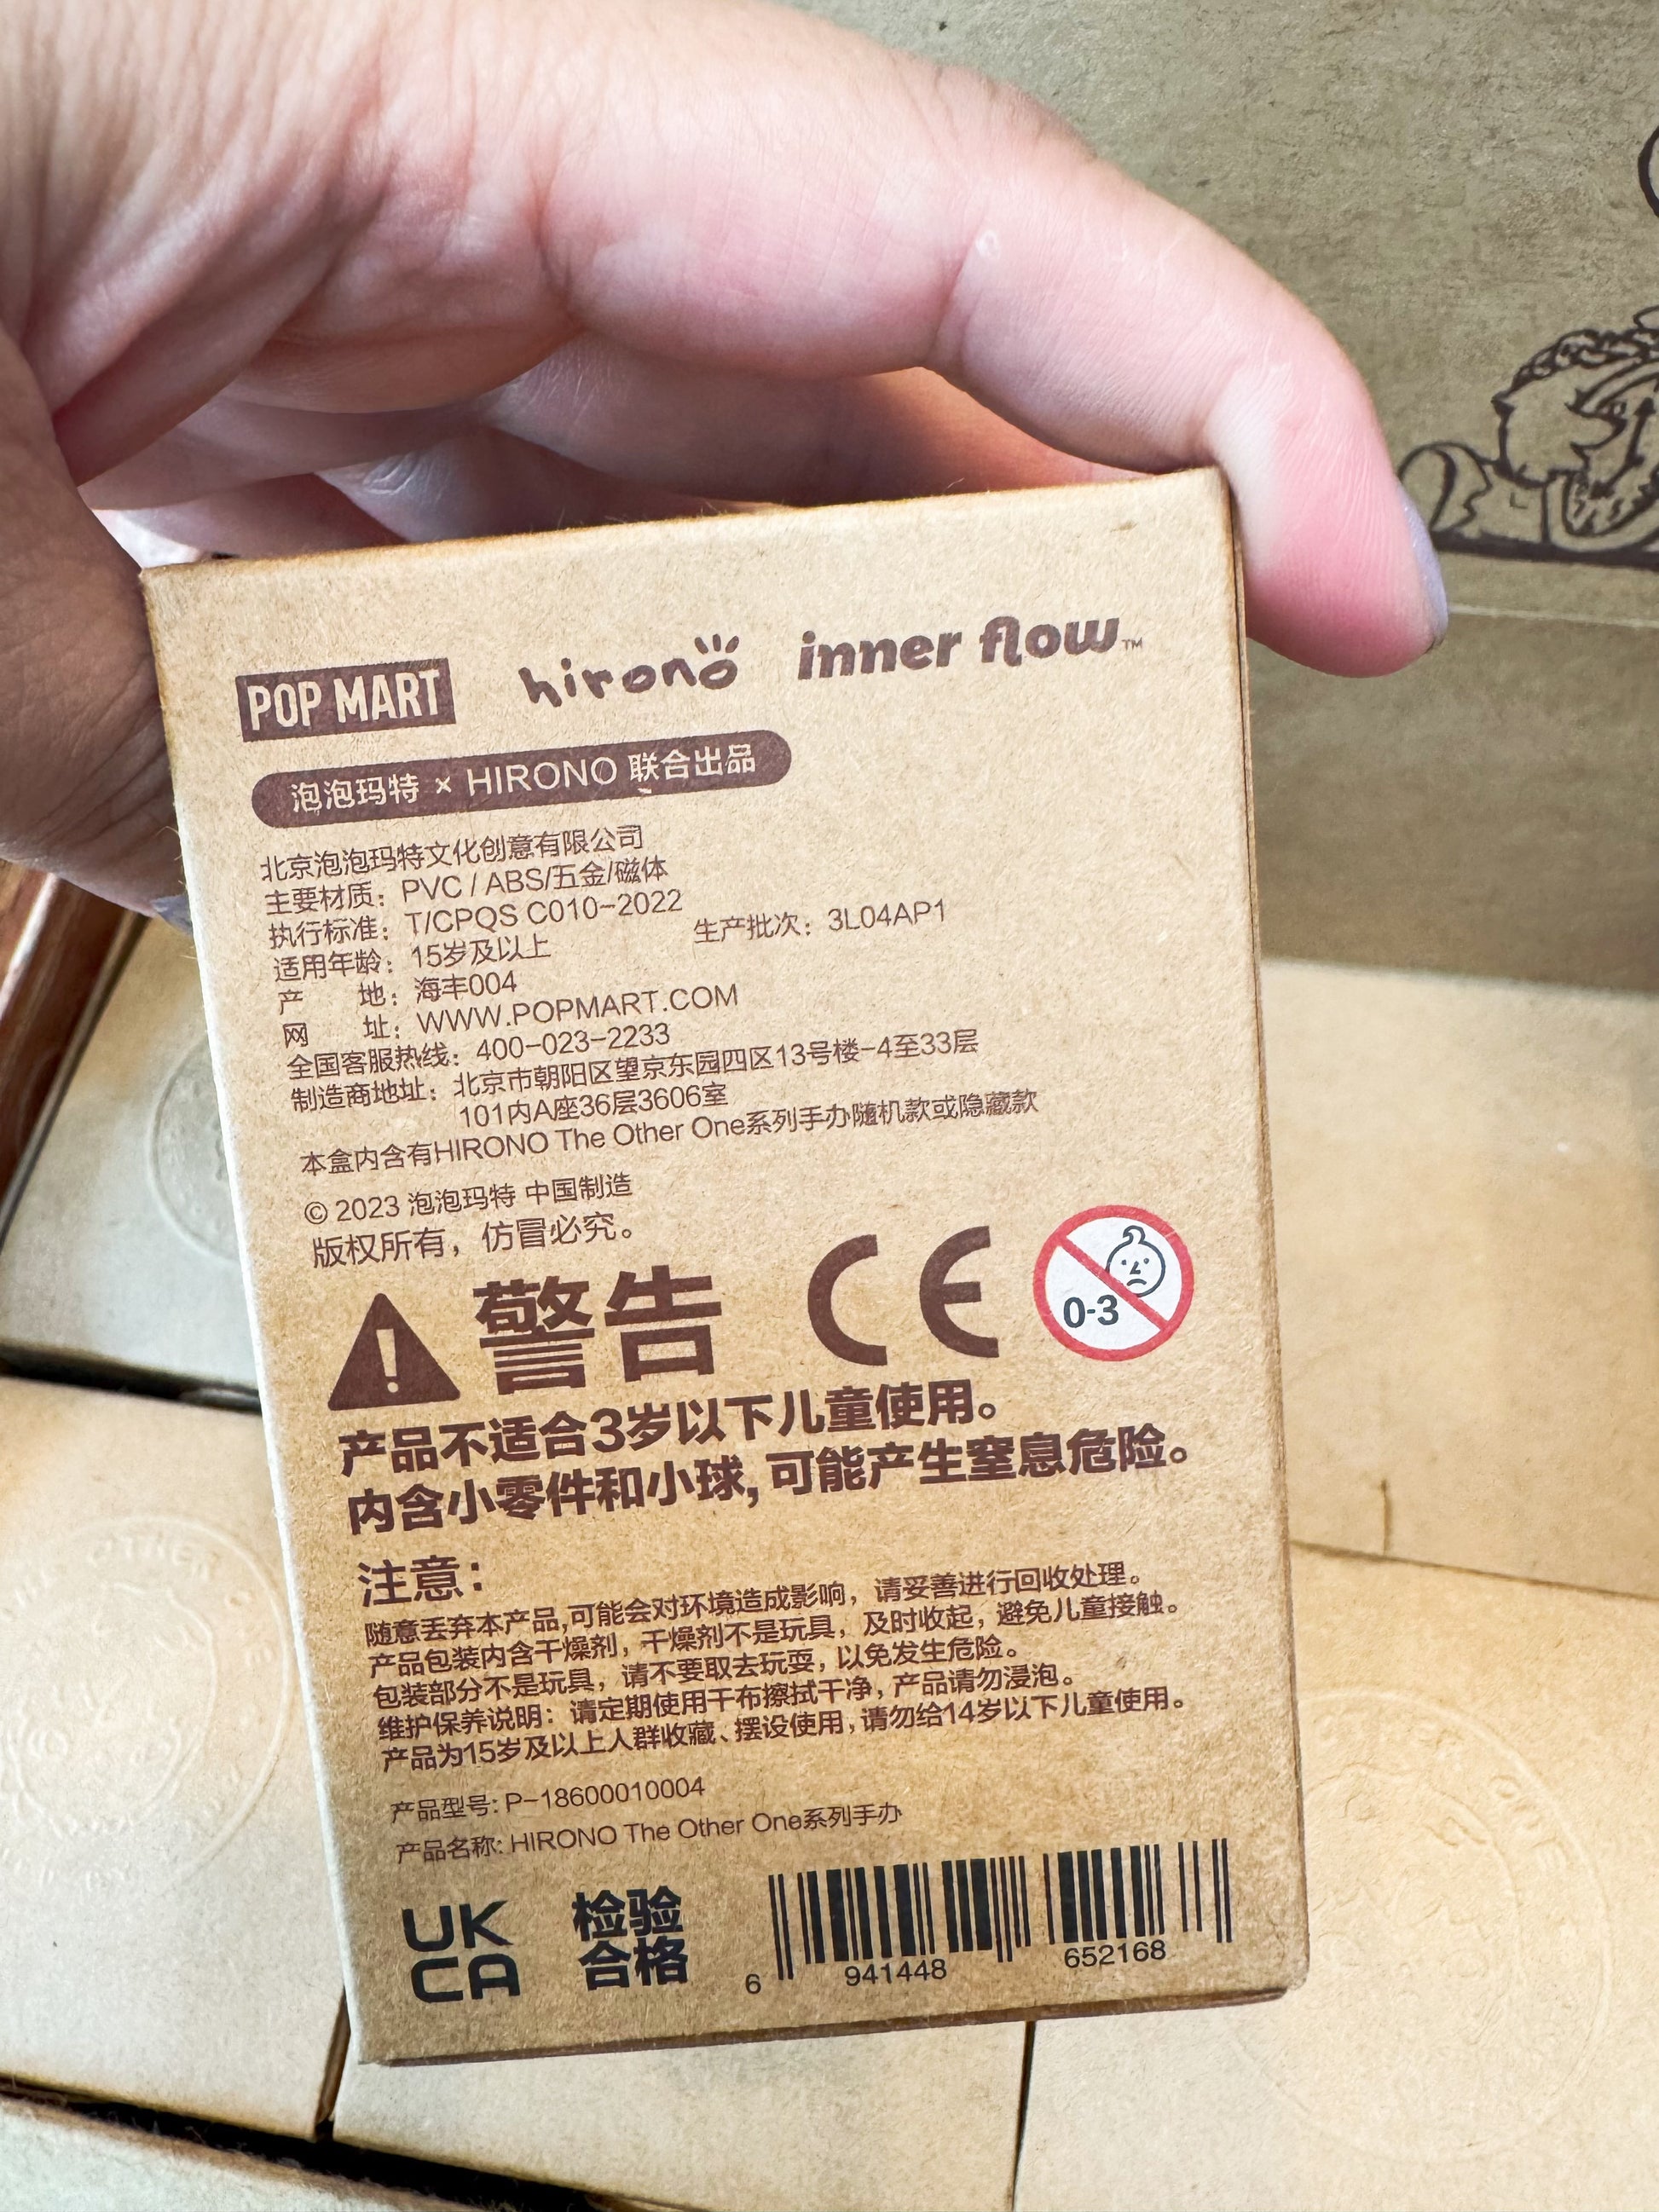 POP MART hirono inner flow™
泡泡玛特 × HIRONO 联合出品
北京泡泡玛特文化创意有限公司
主要材质：PVC / ABS/五金/磁体
执行标准：T/CPQS C010-2022
适用年龄：15岁及以上 生产批次：3L04AP1
产 地：海丰004
网 址：WWW.POPMART.COM
全国客服热线：400-023-2233
制造商地址：北京市朝阳区望京东园四区13号楼-4至33层
101内A座36层3606室
本盒内含有HIRONO The Other One系列手办随机款或隐藏款
© 2023 泡泡玛特 中国制造
版权所有，仿冒必究。
警告 CE 0-3
产品不适合3岁以下儿童使用。
内含小零件和小球，可能产生窒息危险。
注意：
随意丢弃本产品，可能会对环境造成影响，请妥善进行回收处理。
产品包装内含干燥剂，干燥剂不是玩具，及时收起，避免儿童接触。
包装部分不是玩具，请不要取去玩耍，以免发生危险。
维护保养说明：请定期使用干布擦拭干净，产品请勿浸泡。
产品为15岁及以上人群收藏、摆设使用，请勿给14岁以下儿童使用。
产品型号: P-18600010004
产品名称: HIRONO The Other One系列手办
UK
CA
检验
合格
6 941448 652168